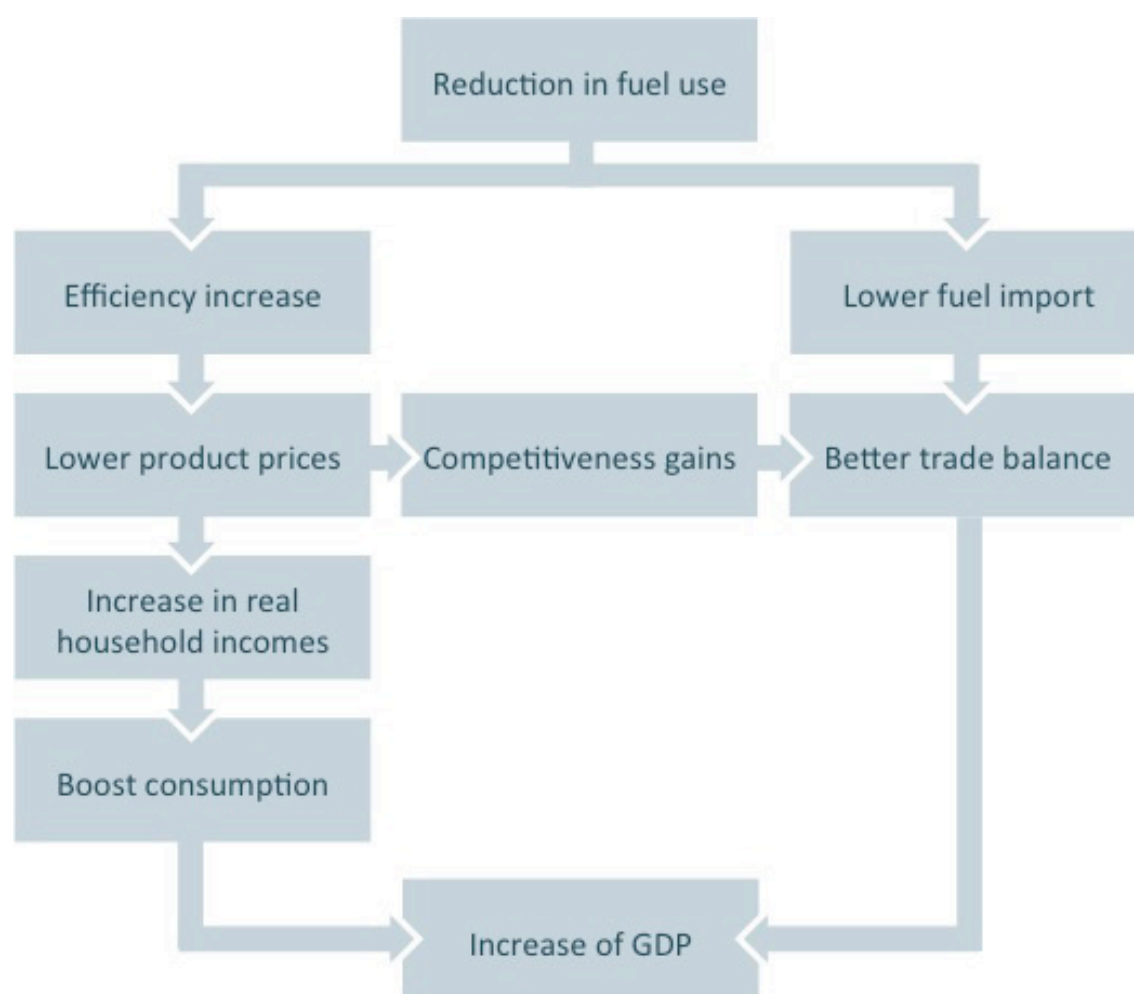 Reduction in fuel use
Efficiency increase
Lower fuel import
Lower product prices
Competitiveness gains
Better trade balance
Increase in real
household incomes
Boost consumption
Increase of GDP